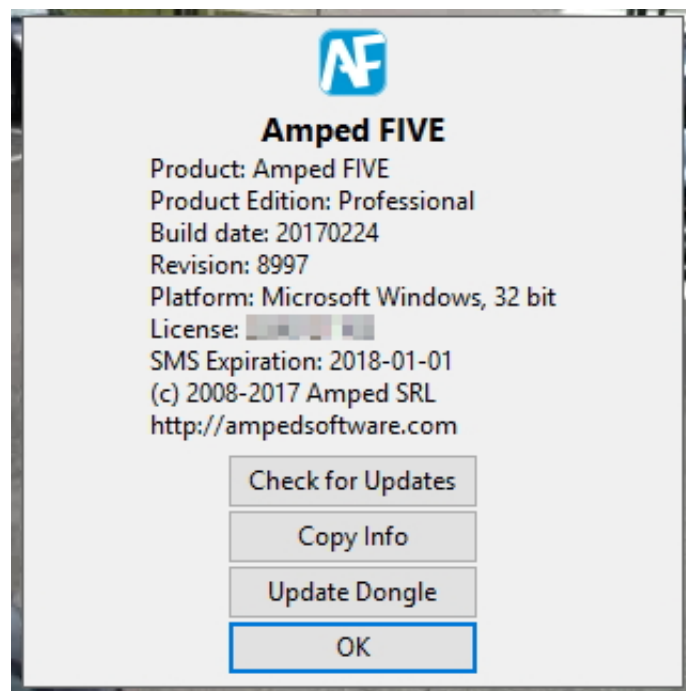 AF
Amped FIVE
Product: Amped FIVE
Product Edition: Professional
Build date: 20170224
Revision: 8997
Platform: Microsoft Windows, 32 bit
License:
SMS Expiration: 2018-01-01
(c) 2008-2017 Amped SRL
http://ampedsoftware.com
Check for Updates
Copy Info
Update Dongle
OK